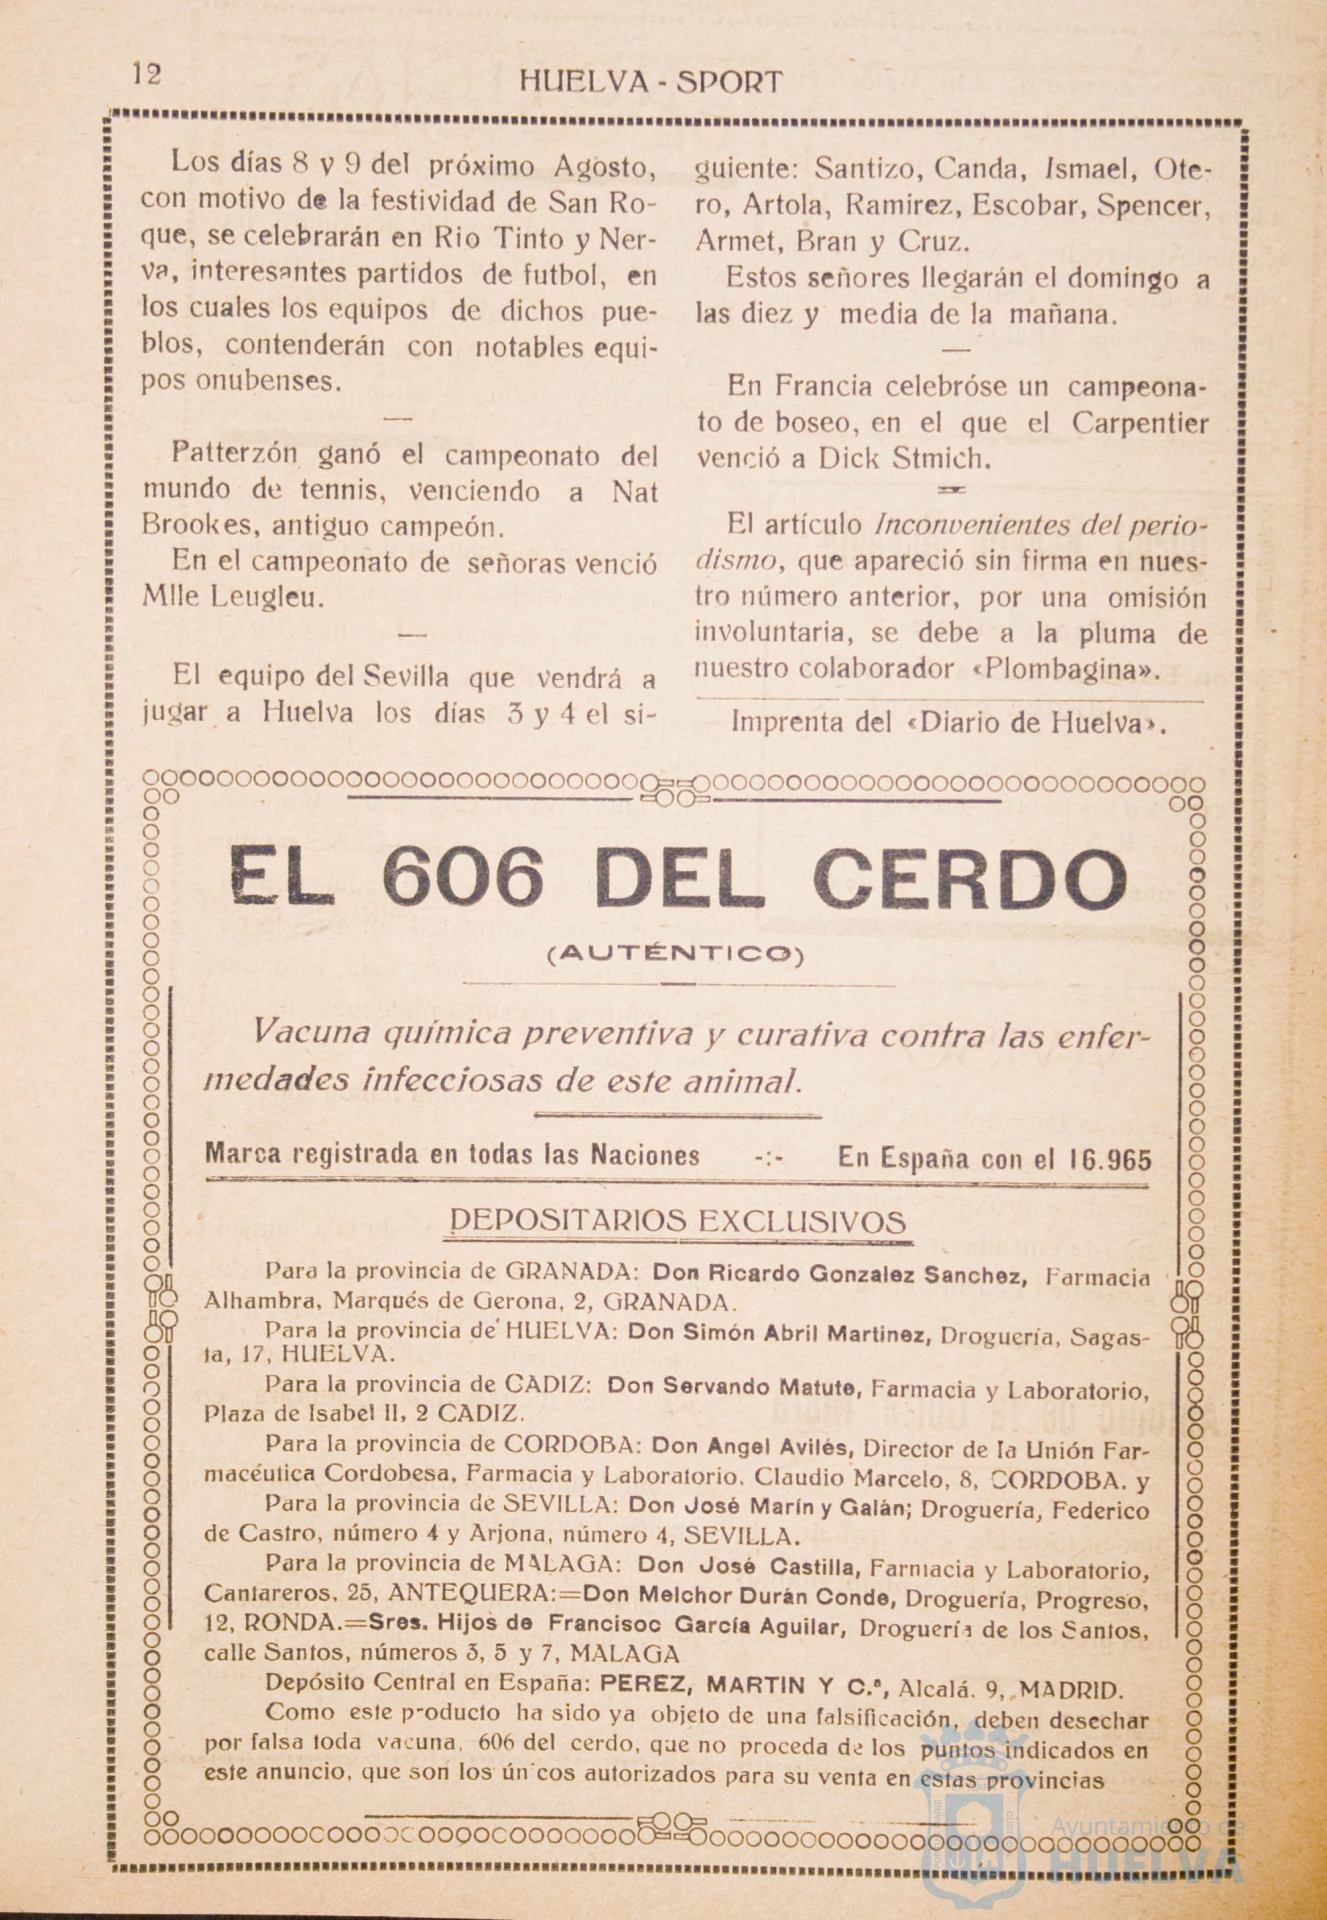 12
HUELVA - SPORT
Los días 8 y 9 del próximo Agosto,
con motivo de la festividad de San Ro-
que, se celebrarán en Rio Tinto y Ner-
va, interesantes partidos de futbol, en
los cuales los equipos de dichos pue-
blos, contenderán con notables equi-
pos onubenses.
—
Patterzón ganó el campeonato del
mundo de tennis, venciendo a Nat
Brookes, antiguo campeón.
En el campeonato de señoras venció
Mlle Leugleu.
—
El equipo del Sevilla que vendrá a
jugar a Huelva los días 3 y 4 el si-
guiente: Santizo, Canda, Ismael, Ote-
ro, Artola, Ramirez, Escobar, Spencer,
Armet, Bran y Cruz.
Estos señores llegarán el domingo a
las diez y media de la mañana.
—
En Francia celebróse un campeona-
to de boseo, en el que el Carpentier
venció a Dick Stmich.
El artículo Inconvenientes del perio-
dismo, que apareció sin firma en nues-
tro número anterior, por una omisión
involuntaria, se debe a la pluma de
nuestro colaborador «Plombagina».
Imprenta del «Diario de Huelva».
EL 606 DEL CERDO
(AUTÉNTICO)
Vacuna química preventiva y curativa contra las enfer-
medades infecciosas de este animal.
Marca registrada en todas las Naciones -:- En España con el 16.965
DEPOSITARIOS EXCLUSIVOS
Para la provincia de GRANADA: Don Ricardo Gonzalez Sanchez, Farmacia
Alhambra, Marqués de Gerona, 2, GRANADA.
Para la provincia de HUELVA: Don Simón Abril Martinez, Droguería, Sagas-
ta, 17, HUELVA.
Para la provincia de CADIZ: Don Servando Matute, Farmacia y Laboratorio,
Plaza de Isabel II, 2 CADIZ.
Para la provincia de CORDOBA: Don Angel Avilés, Director de la Unión Far-
macéutica Cordobesa, Farmacia y Laboratorio, Claudio Marcelo, 8, CORDOBA. y
Para la provincia de SEVILLA: Don José Marín y Galán; Droguería, Federico
de Castro, número 4 y Arjona, número 4, SEVILLA.
Para la provincia de MALAGA: Don José Castilla, Farmacia y Laboratorio,
Cantareros, 25, ANTEQUERA:=Don Melchor Durán Conde, Droguería, Progreso,
12, RONDA.=Sres. Hijos de Francisoc García Aguilar, Droguería de los Santos,
calle Santos, números 3, 5 y 7, MALAGA
Depósito Central en España: PEREZ, MARTIN Y C.ª, Alcalá. 9, MADRID.
Como este producto ha sido ya objeto de una falsificación, deben desechar
por falsa toda vacuna, 606 del cerdo, que no proceda de los puntos indicados en
este anuncio, que son los únicos autorizados para su venta en estas provincias
Ayuntamiento de
HUELVA